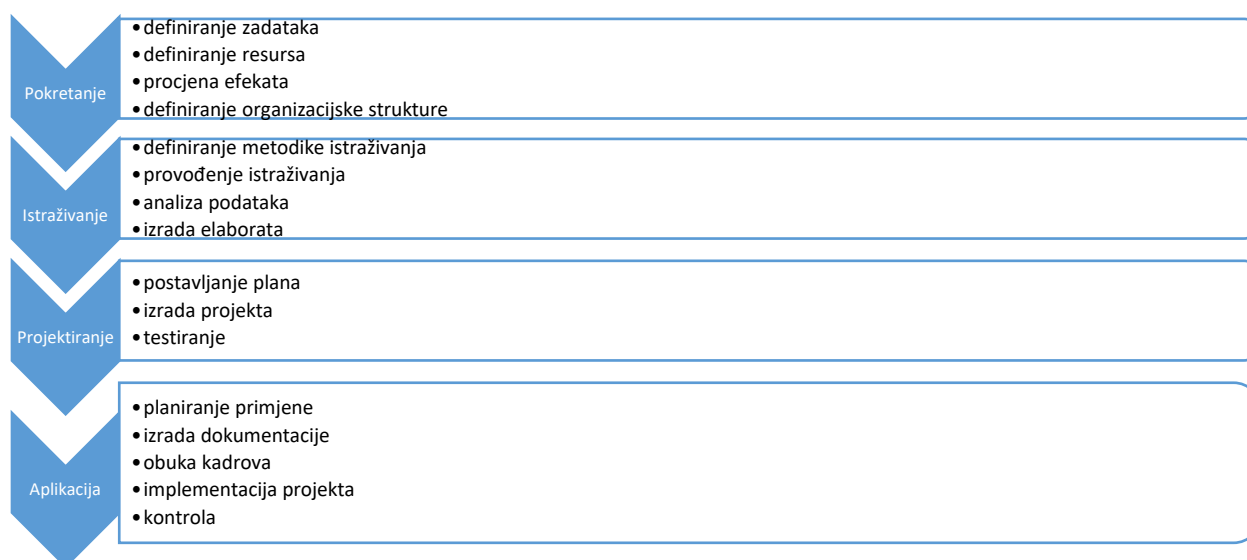 Pokretanje
•definiranje zadataka
•definiranje resursa
•procjena efekata
•definiranje organizacijske strukture
Istraživanje
•definiranje metodike istraživanja
•provođenje istraživanja
•analiza podataka
•izrada elaborata
Projektiranje
•postavljanje plana
•izrada projekta
•testiranje
Aplikacija
•planiranje primjene
•izrada dokumentacije
•obuka kadrova
•implementacija projekta
•kontrola